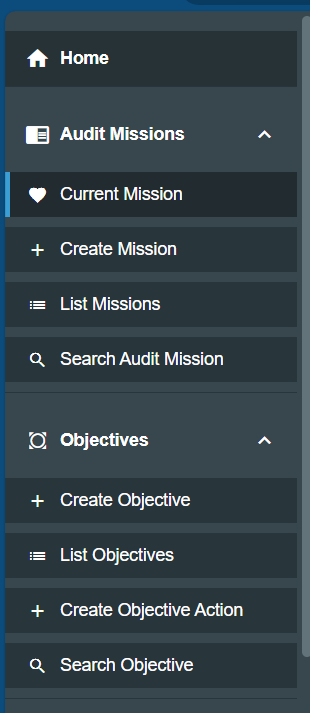 Home
Audit Missions
Current Mission
Create Mission
List Missions
Search Audit Mission
Objectives
Create Objective
List Objectives
Create Objective Action
Search Objective